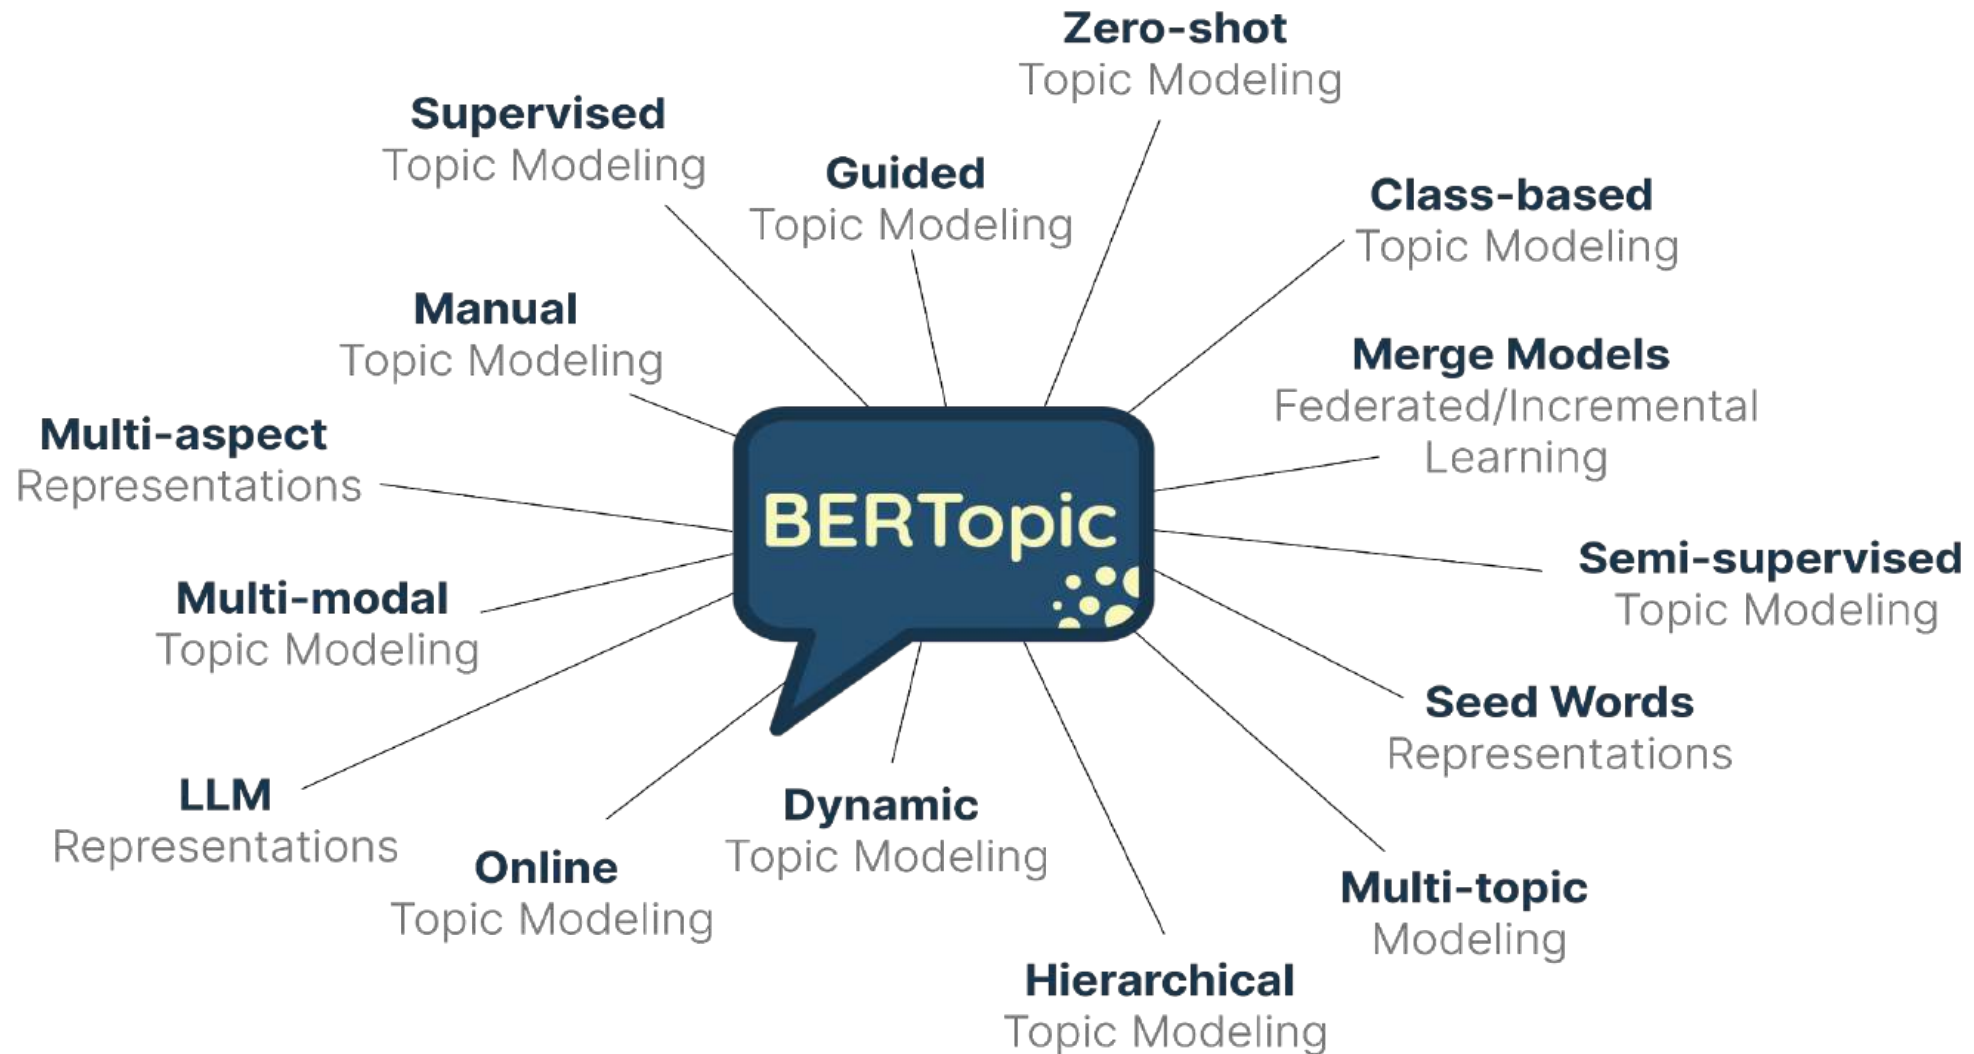 Zero-shot
Topic Modeling
Supervised
Topic Modeling
Guided
Topic Modeling
Class-based
Topic Modeling
Manual
Topic Modeling
Merge Models
Federated/Incremental
Learning
Multi-aspect
Representations
BERTopic
Semi-supervised
Topic Modeling
Multi-modal
Topic Modeling
Seed Words
Representations
LLM
Representations
Dynamic
Topic Modeling
Online
Topic Modeling
Multi-topic
Modeling
Hierarchical
Topic Modeling